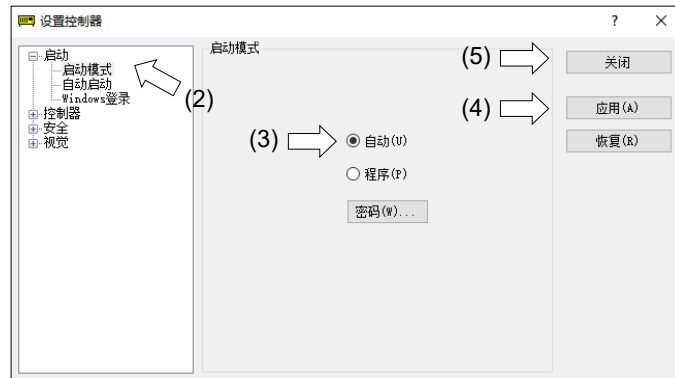 设置控制器
? ×
启动
启动模式
自动启动
Windows登录
控制器
安全
视觉
(2)
启动模式
(3)
自动(U)
程序(P)
密码(W)...
(5)
关闭
(4)
应用(A)
恢复(R)